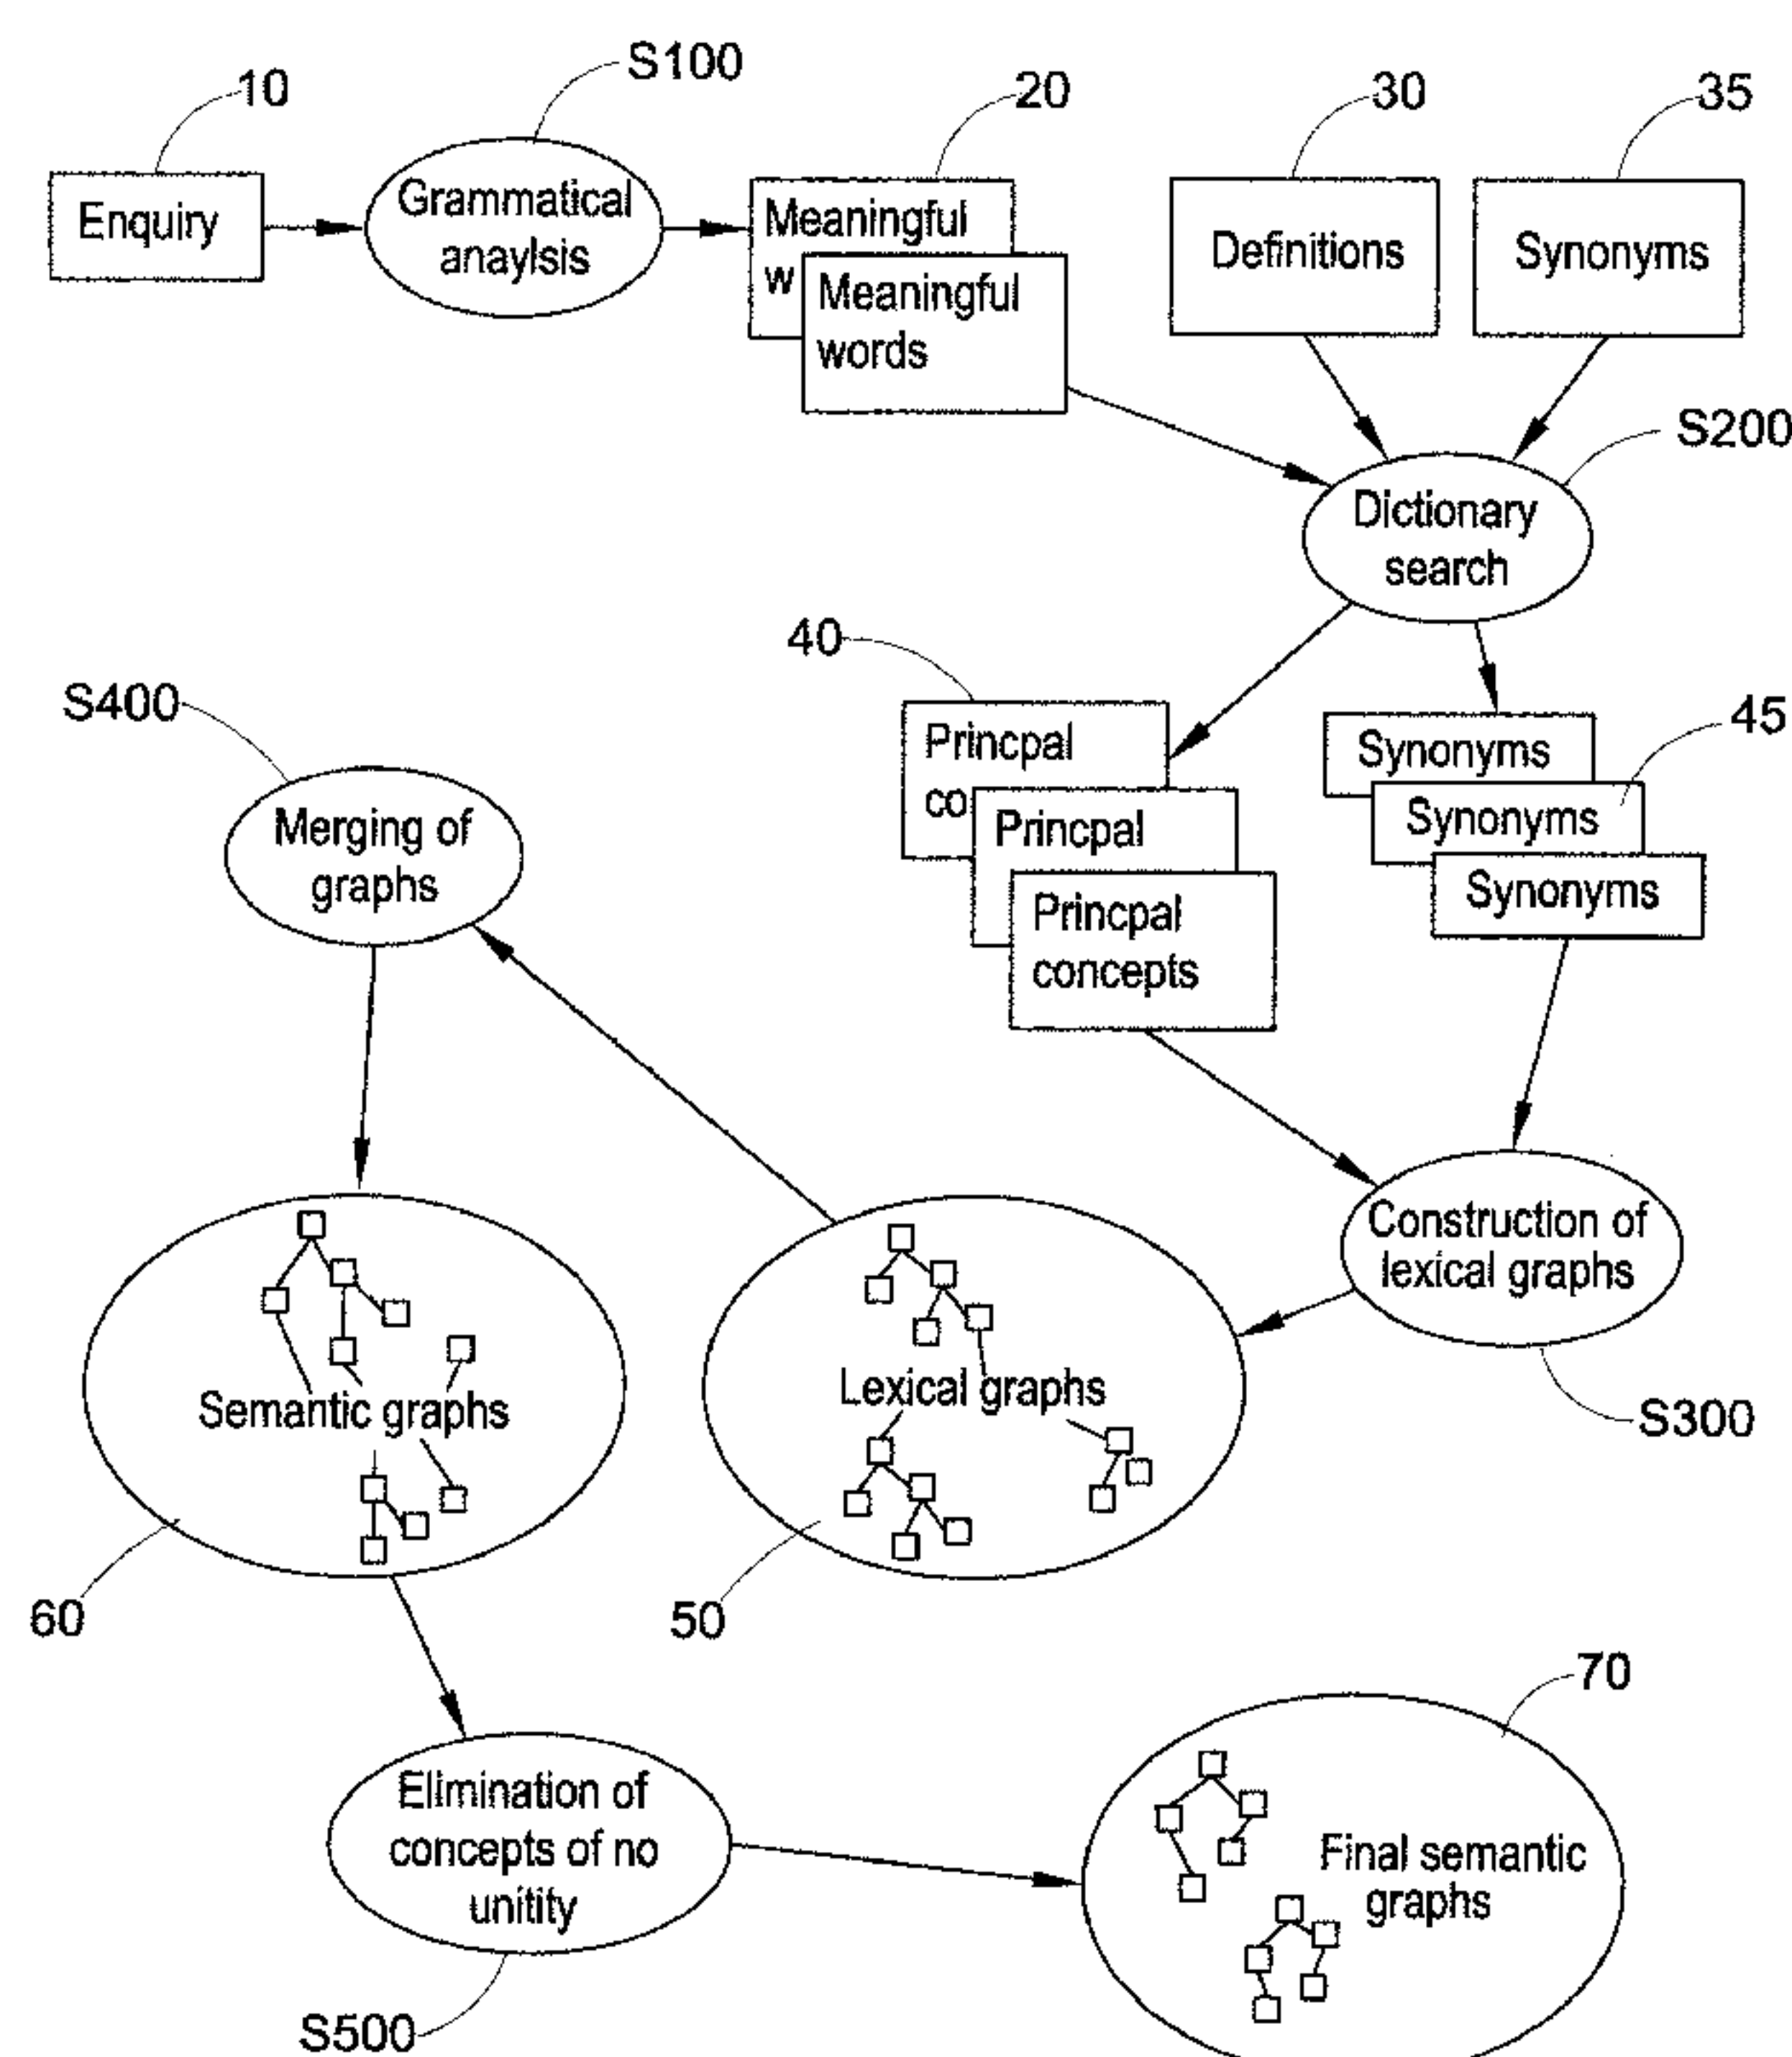 10
S100
20
30
35
Enquiry
Grammatical
anaylsis
Meaningful
w
Meaningful
words
Definitions
Synonyms
S200
Dictionary
search
40
45
S400
Princpal
co
Princpal
Princpal
concepts
Synonyms
Synonyms
Synonyms
Merging of
graphs
Construction of
lexical graphs
S300
Semantic graphs
Lexical graphs
60
50
70
Elimination of
concepts of no
unitity
Final semantic
graphs
S500